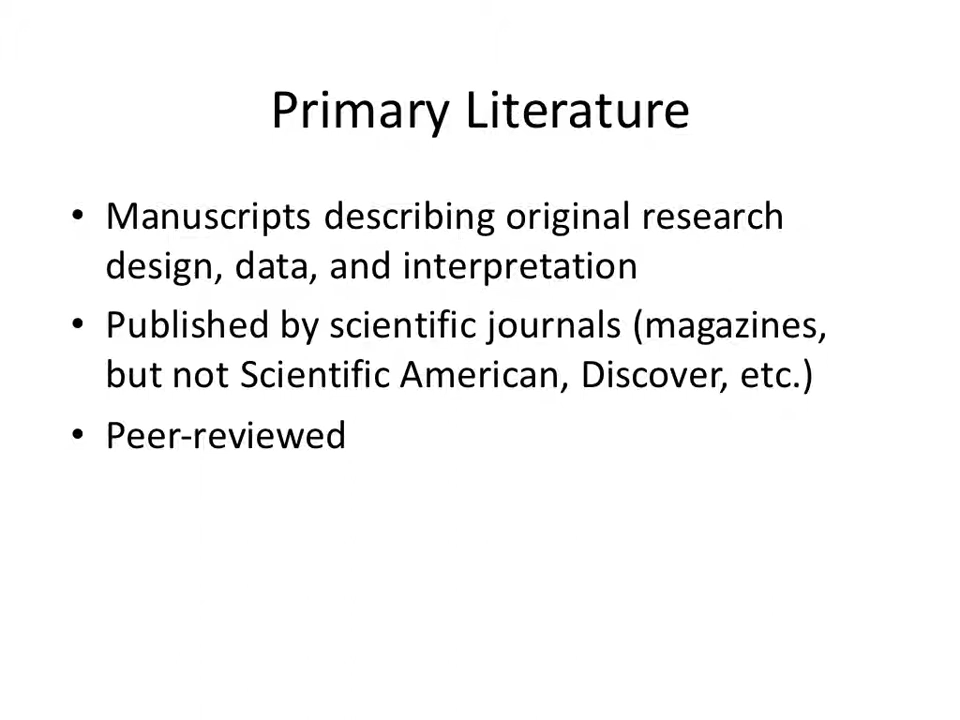 Primary Literature
• Manuscripts describing original research
design, data, and interpretation
• Published by scientific journals (magazines,
but not Scientific American, Discover, etc.)
• Peer-reviewed